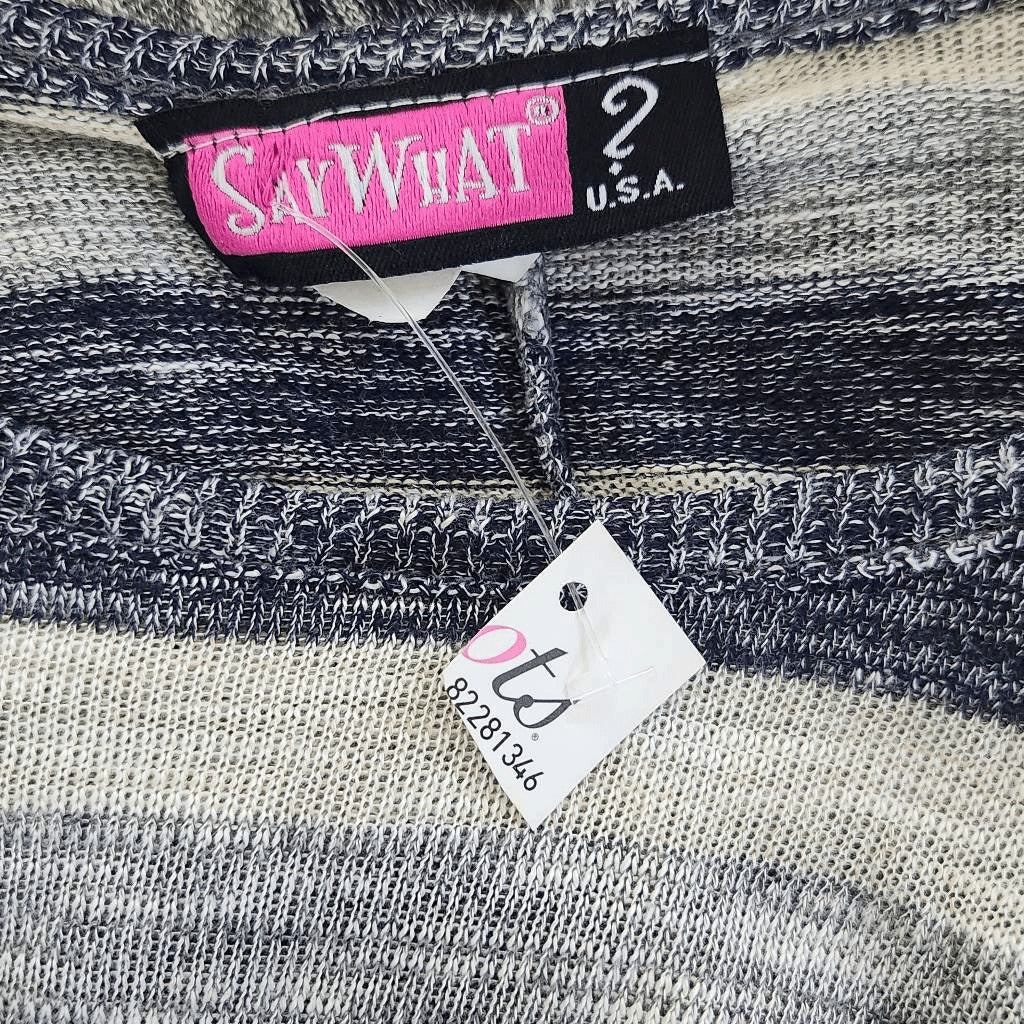 SAYWHAT®
?
U.S.A.
ots®
82281346